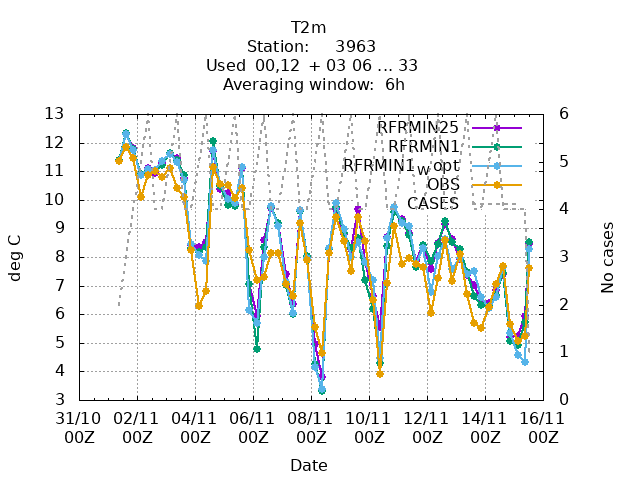 T2m
Station: 3963
Used 00,12 + 03 06 ... 33
Averaging window: 6h
RFRMIN25
RFRMIN1
RFRMIN1_w opt
OBS
CASES
13
12
11
10
9
8
7
6
5
4
3
deg C
6
5
4
3
2
1
0
No cases
31/10 02/11 04/11 06/11 08/11 10/11 12/11 14/11 16/11
00Z 00Z 00Z 00Z 00Z 00Z 00Z 00Z 00Z
Date